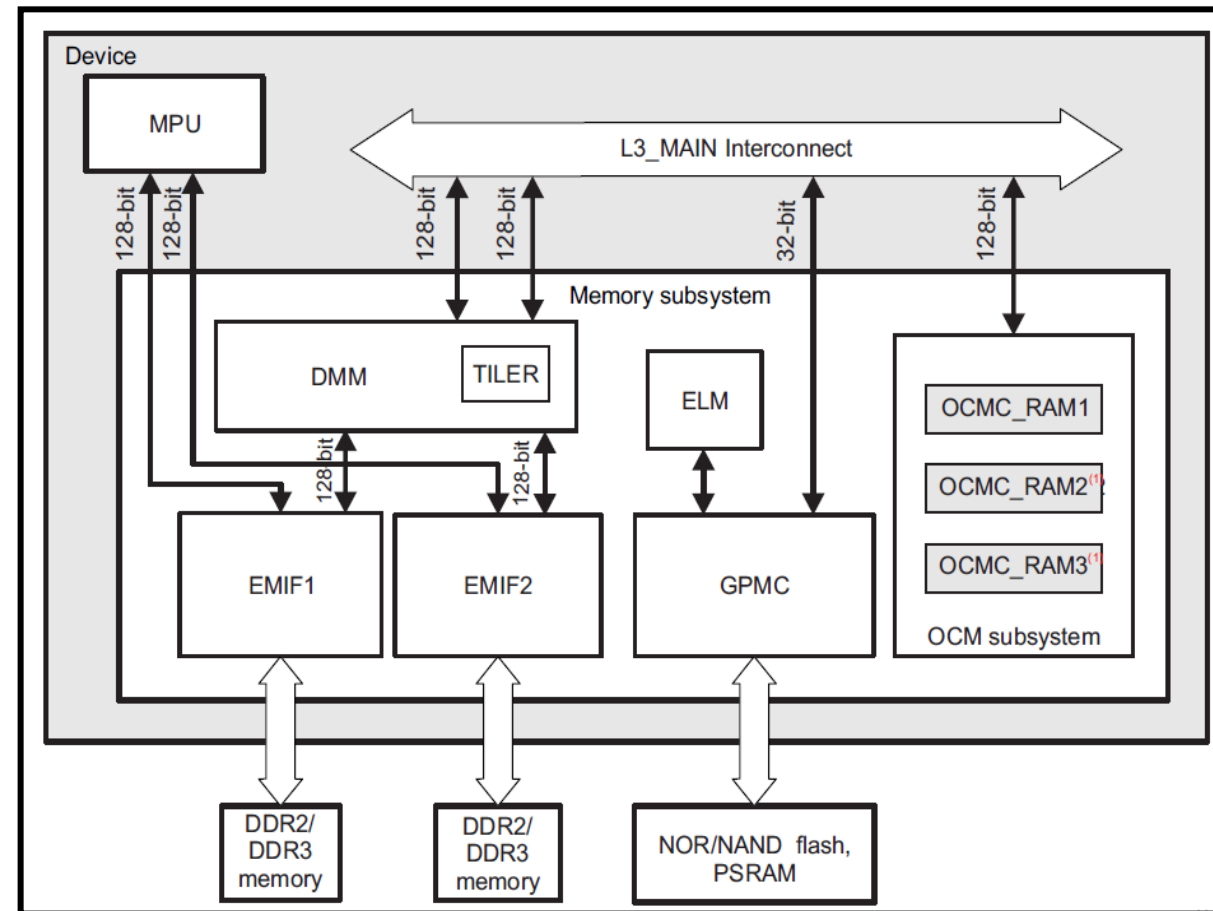 Device
MPU
L3_MAIN Interconnect
128-bit
128-bit
128-bit
128-bit
32-bit
128-bit
Memory subsystem
DMM
TILER
ELM
OCMC_RAM1
OCMC_RAM2(1)2
OCMC_RAM3(1)
OCM subsystem
128-bit
128-bit
EMIF1
EMIF2
GPMC
DDR2/
DDR3
memory
DDR2/
DDR3
memory
NOR/NAND flash,
PSRAM